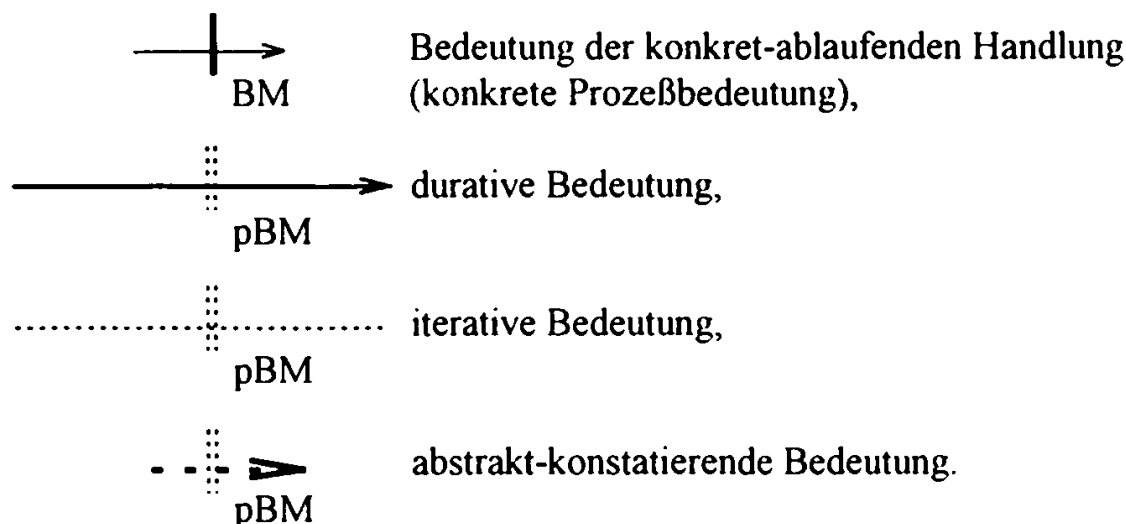 Bedeutung der konkret-ablaufenden Handlung
BM
(konkrete Prozeßbedeutung),
durative Bedeutung,
pBM
iterative Bedeutung,
pBM
abstrakt-konstatierende Bedeutung.
pBM